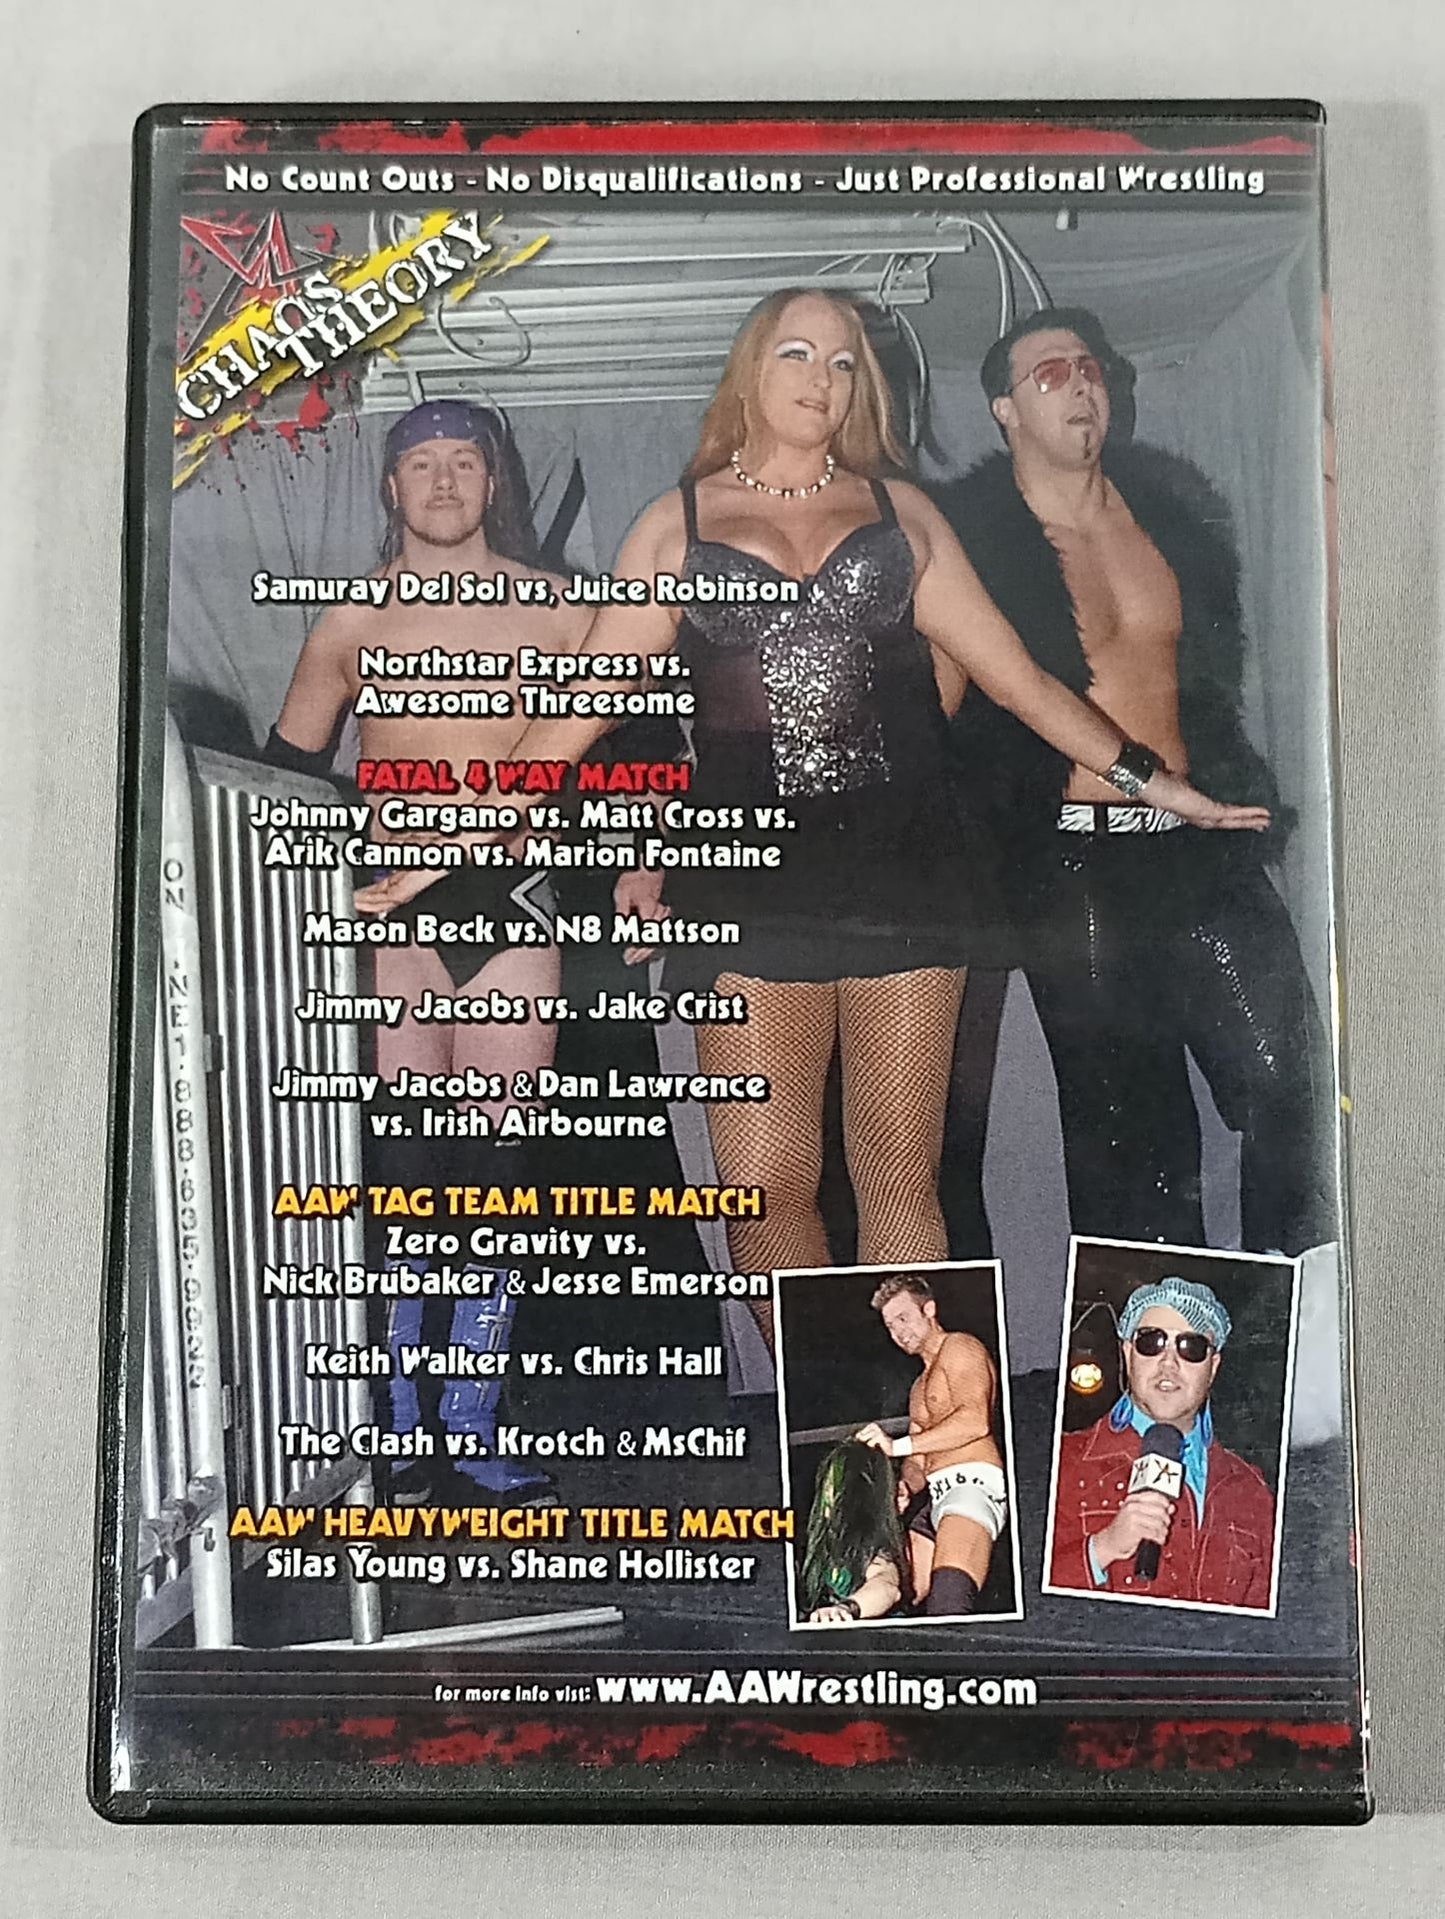 No Count Outs - No Disqualifications - Just Professional Wrestling
CHAOS
THEORY
Samuray Del Sol vs, Juice Robinson
Northstar Express vs.
Awesome Threesome
FATAL 4 WAY MATCH
Johnny Gargano vs. Matt Cross vs.
Arik Cannon vs. Marion Fontaine
Mason Beck vs. N8 Mattson
Jimmy Jacobs vs. Jake Crist
Jimmy Jacobs & Dan Lawrence
vs. Irish Airbourne
AAW TAG TEAM TITLE MATCH
Zero Gravity vs.
Nick Brubaker & Jesse Emerson
Keith Walker vs. Chris Hall
The Clash vs. Krotch & MsChif
AAW HEAVYWEIGHT TITLE MATCH
Silas Young vs. Shane Hollister
for more info vist: www.AAWrestling.com